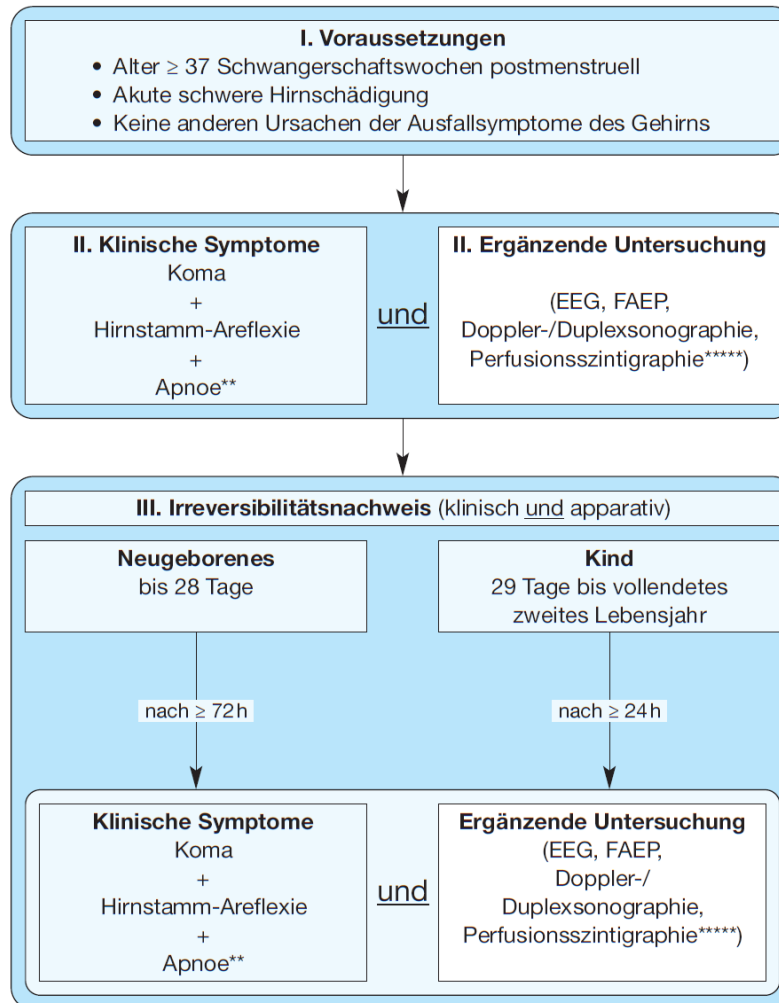 I. Voraussetzungen
• Alter ≥ 37 Schwangerschaftswochen postmenstruell
• Akute schwere Hirnschädigung
• Keine anderen Ursachen der Ausfallsymptome des Gehirns
II. Klinische Symptome
Koma
+
Hirnstamm-Areflexie
+
Apnoe**
und
II. Ergänzende Untersuchung
(EEG, FAEP,
Doppler-/Duplexsonographie,
Perfusionsszintigraphie*****)
III. Irreversibilitätsnachweis (klinisch und apparativ)
Neugeborenes
bis 28 Tage
Kind
29 Tage bis vollendetes
zweites Lebensjahr
nach ≥ 72 h
nach ≥ 24 h
Klinische Symptome
Koma
+
Hirnstamm-Areflexie
+
Apnoe**
und
Ergänzende Untersuchung
(EEG, FAEP,
Doppler-/
Duplexsonographie,
Perfusionsszintigraphie*****)